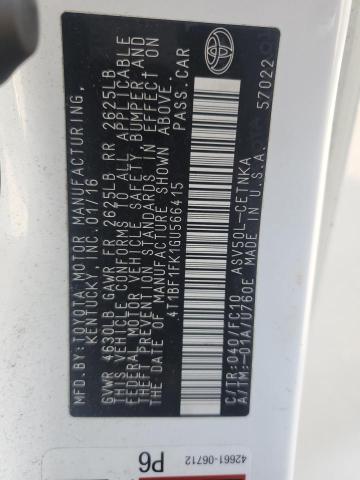 MFD.BY:TOYOTA MOTOR MANUFACTURING,
KENTUCKY, INC. 01/16
GVWR 4630LB GAWR FR 2625LB RR 2625LB
THIS VEHICLE CONFORMS TO ALL APPLICABLE
FEDERAL MOTOR VEHICLE SAFETY, BUMPER AND
THEFT PREVENTION STANDARDS IN EFFECT ON
THE DATE OF MANUFACTURE SHOWN ABOVE.
4T1BF1FK1GU566415 PASS.CAR
C/TR:040/FC10 ASV50L-CETNKA
A/TM:-01A/U760E MADE IN U.S.A. 57022
42661-06712
P6